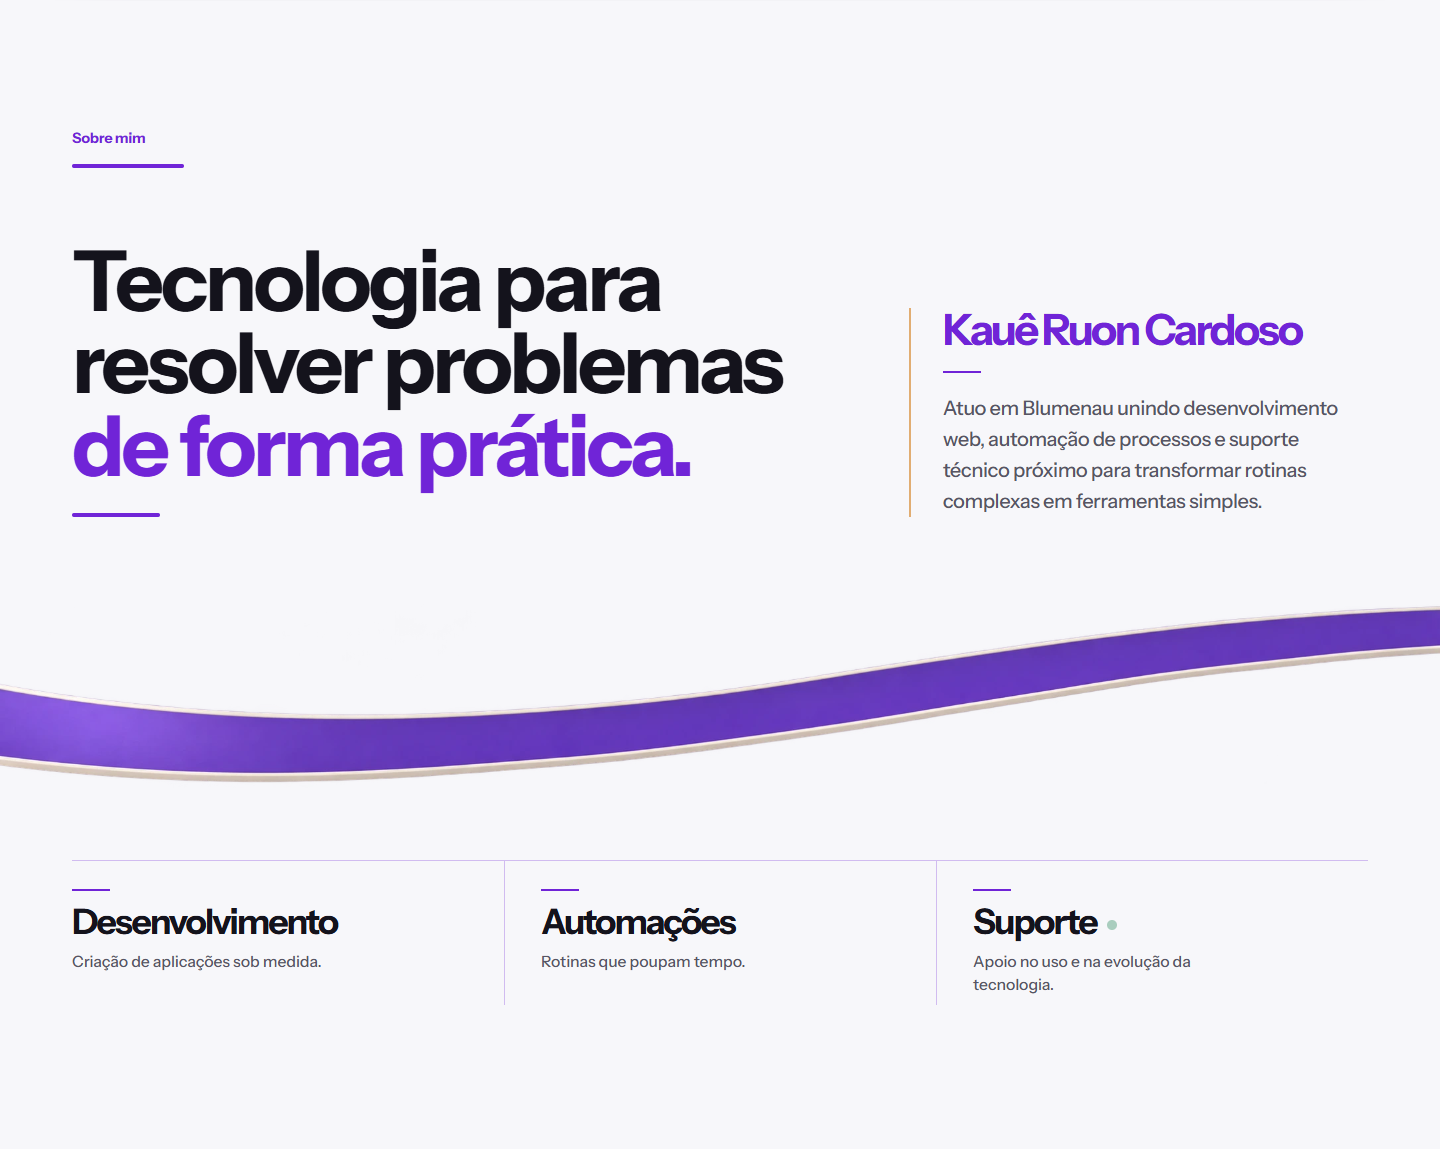 Sobre mim
Tecnologia para
resolver problemas
de forma prática.
Kauê Ruon Cardoso
Atuo em Blumenau unindo desenvolvimento
web, automação de processos e suporte
técnico próximo para transformar rotinas
complexas em ferramentas simples.
Desenvolvimento
Criação de aplicações sob medida.
Automações
Rotinas que poupam tempo.
Suporte
Apoio no uso e na evolução da
tecnologia.